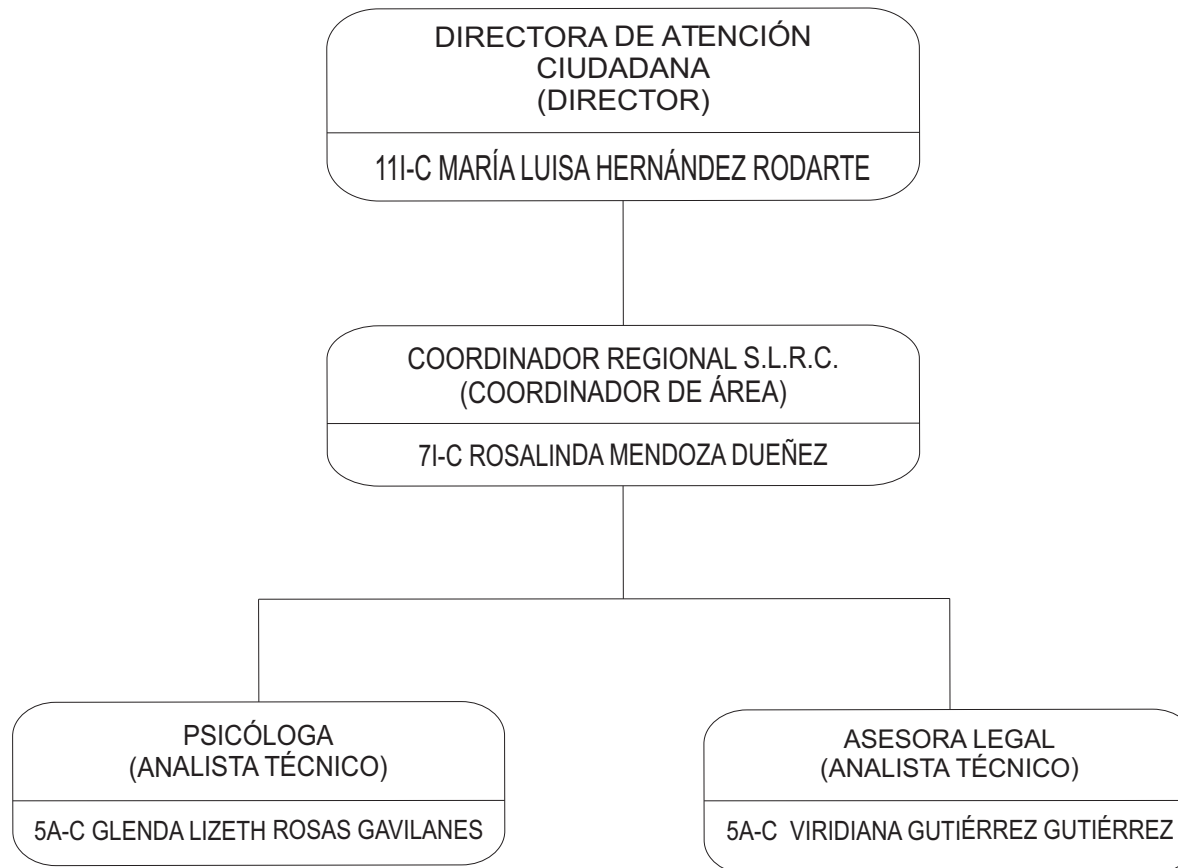 DIRECTORA DE ATENCIÓN
CIUDADANA
(DIRECTOR)
11I-C MARÍA LUISA HERNÁNDEZ RODARTE
COORDINADOR REGIONAL S.L.R.C.
(COORDINADOR DE ÁREA)
7I-C ROSALINDA MENDOZA DUEÑEZ
PSICÓLOGA
(ANALISTA TÉCNICO)
5A-C GLENDA LIZETH ROSAS GAVILANES
ASESORA LEGAL
(ANALISTA TÉCNICO)
5A-C VIRIDIANA GUTIÉRREZ GUTIÉRREZ